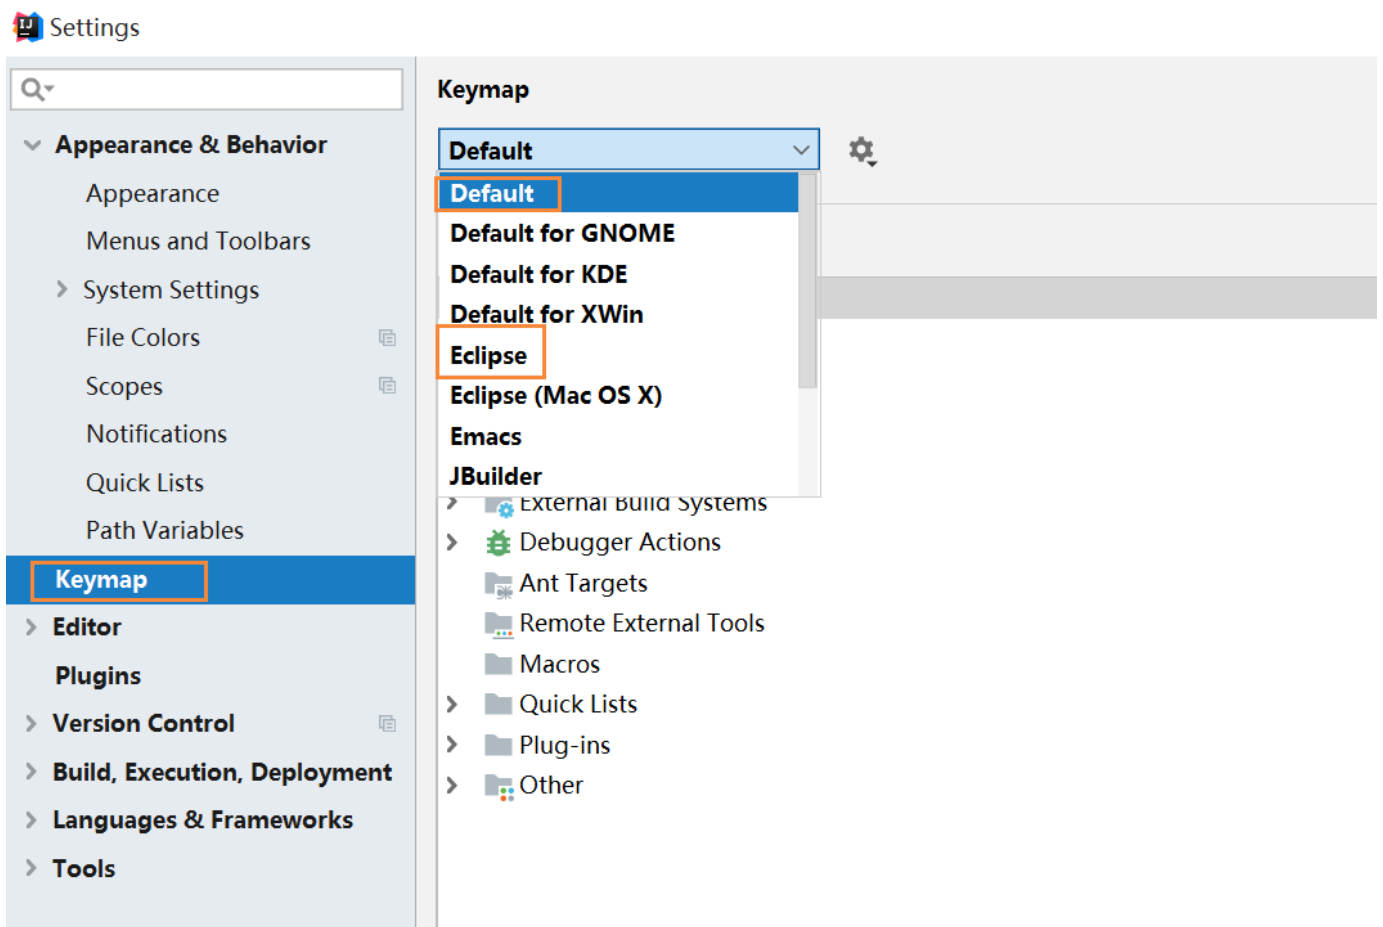 Settings
Appearance & Behavior
Appearance
Menus and Toolbars
System Settings
File Colors
Scopes
Notifications
Quick Lists
Path Variables
Keymap
Editor
Plugins
Version Control
Build, Execution, Deployment
Languages & Frameworks
Tools
Keymap
Default
Default
Default for GNOME
Default for KDE
Default for XWin
Eclipse
Eclipse (Mac OS X)
Emacs
JBuilder
External Build Systems
Debugger Actions
Ant Targets
Remote External Tools
Macros
Quick Lists
Plug-ins
Other